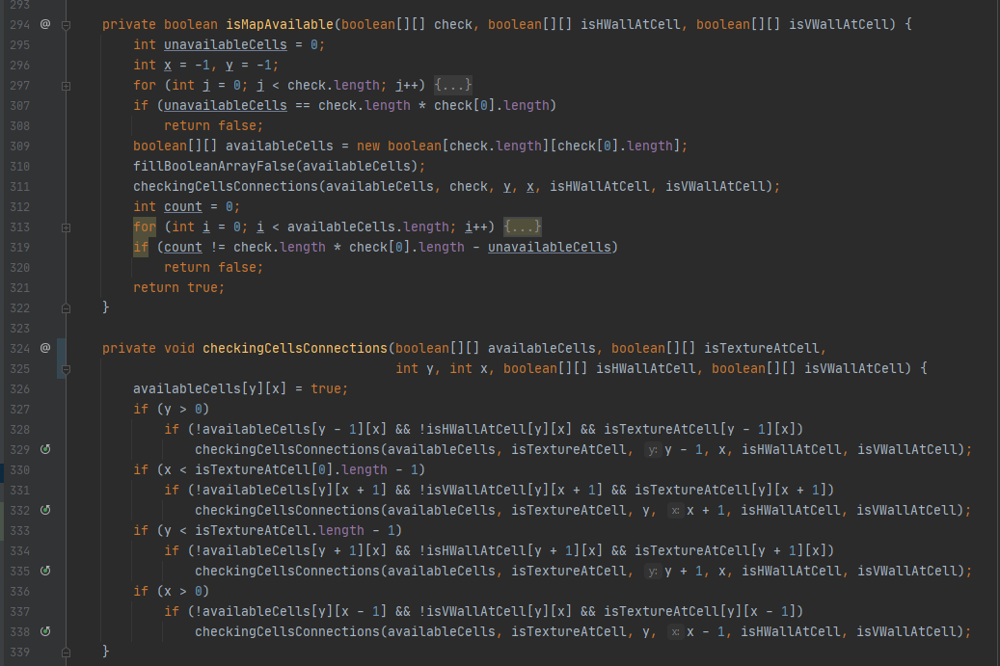 293
294 @ private boolean isMapAvailable(boolean[][] check, boolean[][] isHWallAtCell, boolean[][] isVWallAtCell) {
295 int unavailableCells = 0;
296 int x = -1, y = -1;
297 for (int j = 0; j < check.length; j++) {...}
307 if (unavailableCells == check.length * check[0].length)
308 return false;
309 boolean[][] availableCells = new boolean[check.length][check[0].length];
310 fillBooleanArrayFalse(availableCells);
311 checkingCellsConnections(availableCells, check, y, x, isHWallAtCell, isVWallAtCell);
312 int count = 0;
313 for (int i = 0; i < availableCells.length; i++) {...}
319 if (count != check.length * check[0].length - unavailableCells)
320 return false;
321 return true;
322 }
323
324 @ private void checkingCellsConnections(boolean[][] availableCells, boolean[][] isTextureAtCell,
325 int y, int x, boolean[][] isHWallAtCell, boolean[][] isVWallAtCell) {
326 availableCells[y][x] = true;
327 if (y > 0)
328 if (!availableCells[y - 1][x] && !isHWallAtCell[y][x] && isTextureAtCell[y - 1][x])
329 checkingCellsConnections(availableCells, isTextureAtCell, y: y - 1, x, isHWallAtCell, isVWallAtCell);
330 if (x < isTextureAtCell[0].length - 1)
331 if (!availableCells[y][x + 1] && !isVWallAtCell[y][x + 1] && isTextureAtCell[y][x + 1])
332 checkingCellsConnections(availableCells, isTextureAtCell, y, x: x + 1, isHWallAtCell, isVWallAtCell);
333 if (y < isTextureAtCell.length - 1)
334 if (!availableCells[y + 1][x] && !isHWallAtCell[y + 1][x] && isTextureAtCell[y + 1][x])
335 checkingCellsConnections(availableCells, isTextureAtCell, y: y + 1, x, isHWallAtCell, isVWallAtCell);
336 if (x > 0)
337 if (!availableCells[y][x - 1] && !isVWallAtCell[y][x] && isTextureAtCell[y][x - 1])
338 checkingCellsConnections(availableCells, isTextureAtCell, y, x: x - 1, isHWallAtCell, isVWallAtCell);
339 }